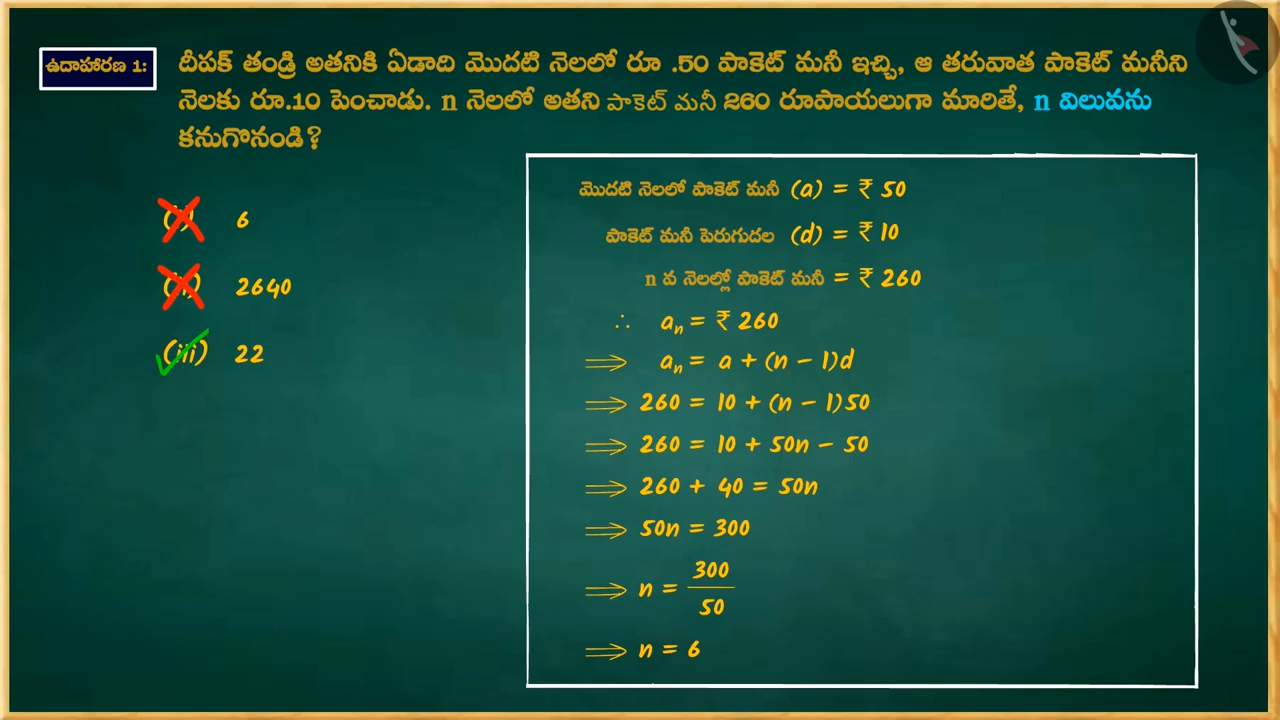 ఉదాహారణ 1:
దీపక్ తండ్రి అతనికి ఏడాది మొదటి నెలలో రూ .50 పాకెట్ మనీ ఇచ్చి, ఆ తరువాత పాకెట్ మనీని
నెలకు రూ.10 పెంచాడు. n నెలలో అతని పాకెట్ మనీ 260 రూపాయలుగా మారితే, n విలువను
కనుగొనండి?
(i) 6
(ii) 2640
(iii) 22
మొదటి నెలలో పాకెట్ మనీ (a) = ₹ 50
పాకెట్ మనీ పెరుగుదల (d) = ₹ 10
n వ నెలల్లో పాకెట్ మనీ = ₹ 260
∴ aₙ = ₹ 260
⟹ aₙ = a + (n − 1)d
⟹ 260 = 10 + (n − 1)50
⟹ 260 = 10 + 50n − 50
⟹ 260 + 40 = 50n
⟹ 50n = 300
⟹ n = 300/50
⟹ n = 6